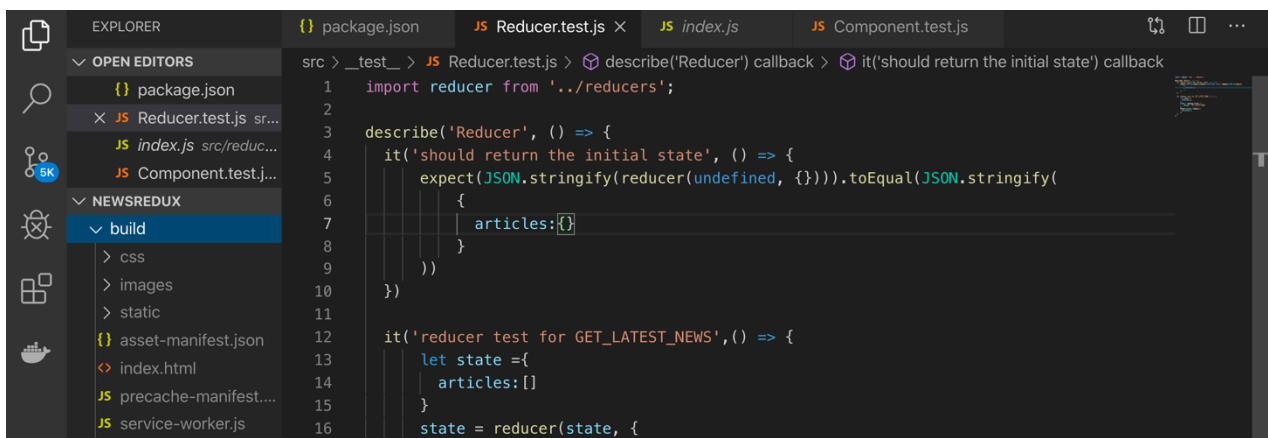 EXPLORER
{} package.json
JS Reducer.test.js ×
JS index.js
JS Component.test.js
...
OPEN EDITORS
{} package.json
× JS Reducer.test.js sr...
JS index.js src/reduc...
JS Component.test.j...
5K
NEWSREDUX
build
> css
> images
> static
{} asset-manifest.json
<> index.html
JS precache-manifest....
JS service-worker.js
src > __test__ > JS Reducer.test.js > describe('Reducer') callback > it('should return the initial state') callback
1 import reducer from '../reducers';
2
3 describe('Reducer', () => {
4 it('should return the initial state', () => {
5 expect(JSON.stringify(reducer(undefined, {}))).toEqual(JSON.stringify(
6 {
7 articles:{}
8 }
9 ))
10 })
11
12 it('reducer test for GET_LATEST_NEWS',() => {
13 let state ={
14 articles:[]
15 }
16 state = reducer(state, {